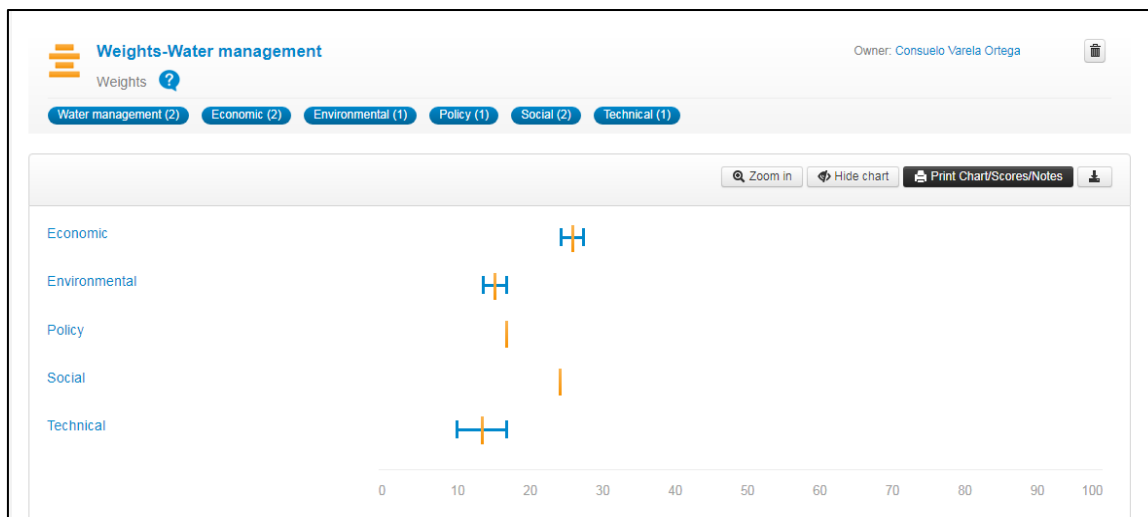 Weights-Water management
Owner: Consuelo Varela Ortega
Weights ?
Water management (2) Economic (2) Environmental (1) Policy (1) Social (2) Technical (1)
Zoom in Hide chart Print Chart/Scores/Notes
Economic
Environmental
Policy
Social
Technical
0 10 20 30 40 50 60 70 80 90 100